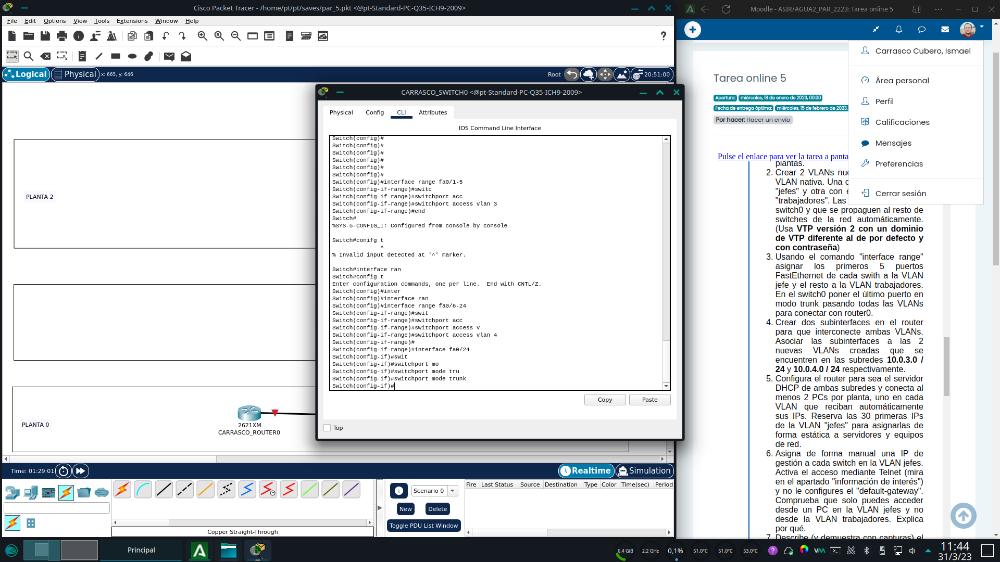 Cisco Packet Tracer - /home/pt/pt/saves/par_5.pkt <@pt-Standard-PC-Q35-ICH9-2009>
File Edit Options View Tools Extensions Window Help
Logical Physical x: 665, y: 646
Root 20:51:00
PLANTA 2
PLANTA 0
2621XM
CARRASCO_ROUTER0
CARRASCO_SWITCH0 <@pt-Standard-PC-Q35-ICH9-2009>
Physical Config CLI Attributes
IOS Command Line Interface
Switch(config)#
Switch(config)#
Switch(config)#
Switch(config)#
Switch(config)#
Switch(config)#
Switch(config)#interface range fa0/1-5
Switch(config-if-range)#switc
Switch(config-if-range)#switchport acc
Switch(config-if-range)#switchport access vlan 3
Switch(config-if-range)#end
Switch#
%SYS-5-CONFIG_I: Configured from console by console
Switch#conifg t
^
% Invalid input detected at '^' marker.
Switch#interface ran
Switch#config t
Enter configuration commands, one per line.  End with CNTL/Z.
Switch(config)#inter
Switch(config)#interface ran
Switch(config)#interface range fa0/6-24
Switch(config-if-range)#swit
Switch(config-if-range)#switchport acc
Switch(config-if-range)#switchport access v
Switch(config-if-range)#switchport access vlan 4
Switch(config-if-range)#
Switch(config-if-range)#interface fa0/24
Switch(config-if)#swit
Switch(config-if)#switchport mo
Switch(config-if)#switchport mode tru
Switch(config-if)#switchport mode trunk
Switch(config-if)#
Copy Paste
Top
Time: 01:29:01
Realtime Simulation
Scenario 0
New Delete
Toggle PDU List Window
Fire Last Status Source Destination Type Color Time(sec) Period
Copper Straight-Through
Moodle - ASIR/AGUA2_PAR_2223: Tarea online 5
Tarea online 5
Apertura: miércoles, 18 de enero de 2023, 00:00
Fecha de entrega óptima: miércoles, 15 de febrero de 2023,
Por hacer: Hacer un envío
Carrasco Cubero, Ismael
Área personal
Perfil
Calificaciones
Mensajes
Preferencias
Cerrar sesión
Pulse el enlace para ver la tarea a panta
plantas.
2. Crear 2 VLANs nue
VLAN nativa. Una c
"jefes" y otra con e
"trabajadores". Las
switch0 y que se propaguen al resto de
switches de la red automáticamente.
(Usa VTP versión 2 con un dominio
de VTP diferente al de por defecto y
con contraseña)
3. Usando el comando "interface range"
asignar los primeros 5 puertos
FastEthernet de cada swith a la VLAN
jefe y el resto a la VLAN trabajadores.
En el switch0 poner el último puerto en
modo trunk pasando todas las VLANs
para conectar con router0.
4. Crear dos subinterfaces en el router
para que interconecte ambas VLANs.
Asociar las subinterfaces a las 2
nuevas VLANs creadas que se
encuentren en las subredes 10.0.3.0 /
24 y 10.0.4.0 / 24 respectivamente.
5. Configura el router para sea el servidor
DHCP de ambas subredes y conecta al
menos 2 PCs por planta, uno en cada
VLAN que reciban automáticamente
sus IPs. Reserva las 30 primeras IPs
de la VLAN "jefes" para asignarlas de
forma estática a servidores y equipos
de red.
6. Asigna de forma manual una IP de
gestión a cada switch en la VLAN jefes.
Activa el acceso mediante Telnet (mira
en el apartado "información de interés")
y no le configures el "default-gateway".
Comprueba que solo puedes acceder
desde un PC en la VLAN jefes y no
desde la VLAN trabajadores. Explica
por qué.
7. Describe (y demuestra con capturas) el
Principal
6,4 GiB 2,2 GHz 0,1% 51,0°C 51,0°C 53,0°C
11:44
31/3/23